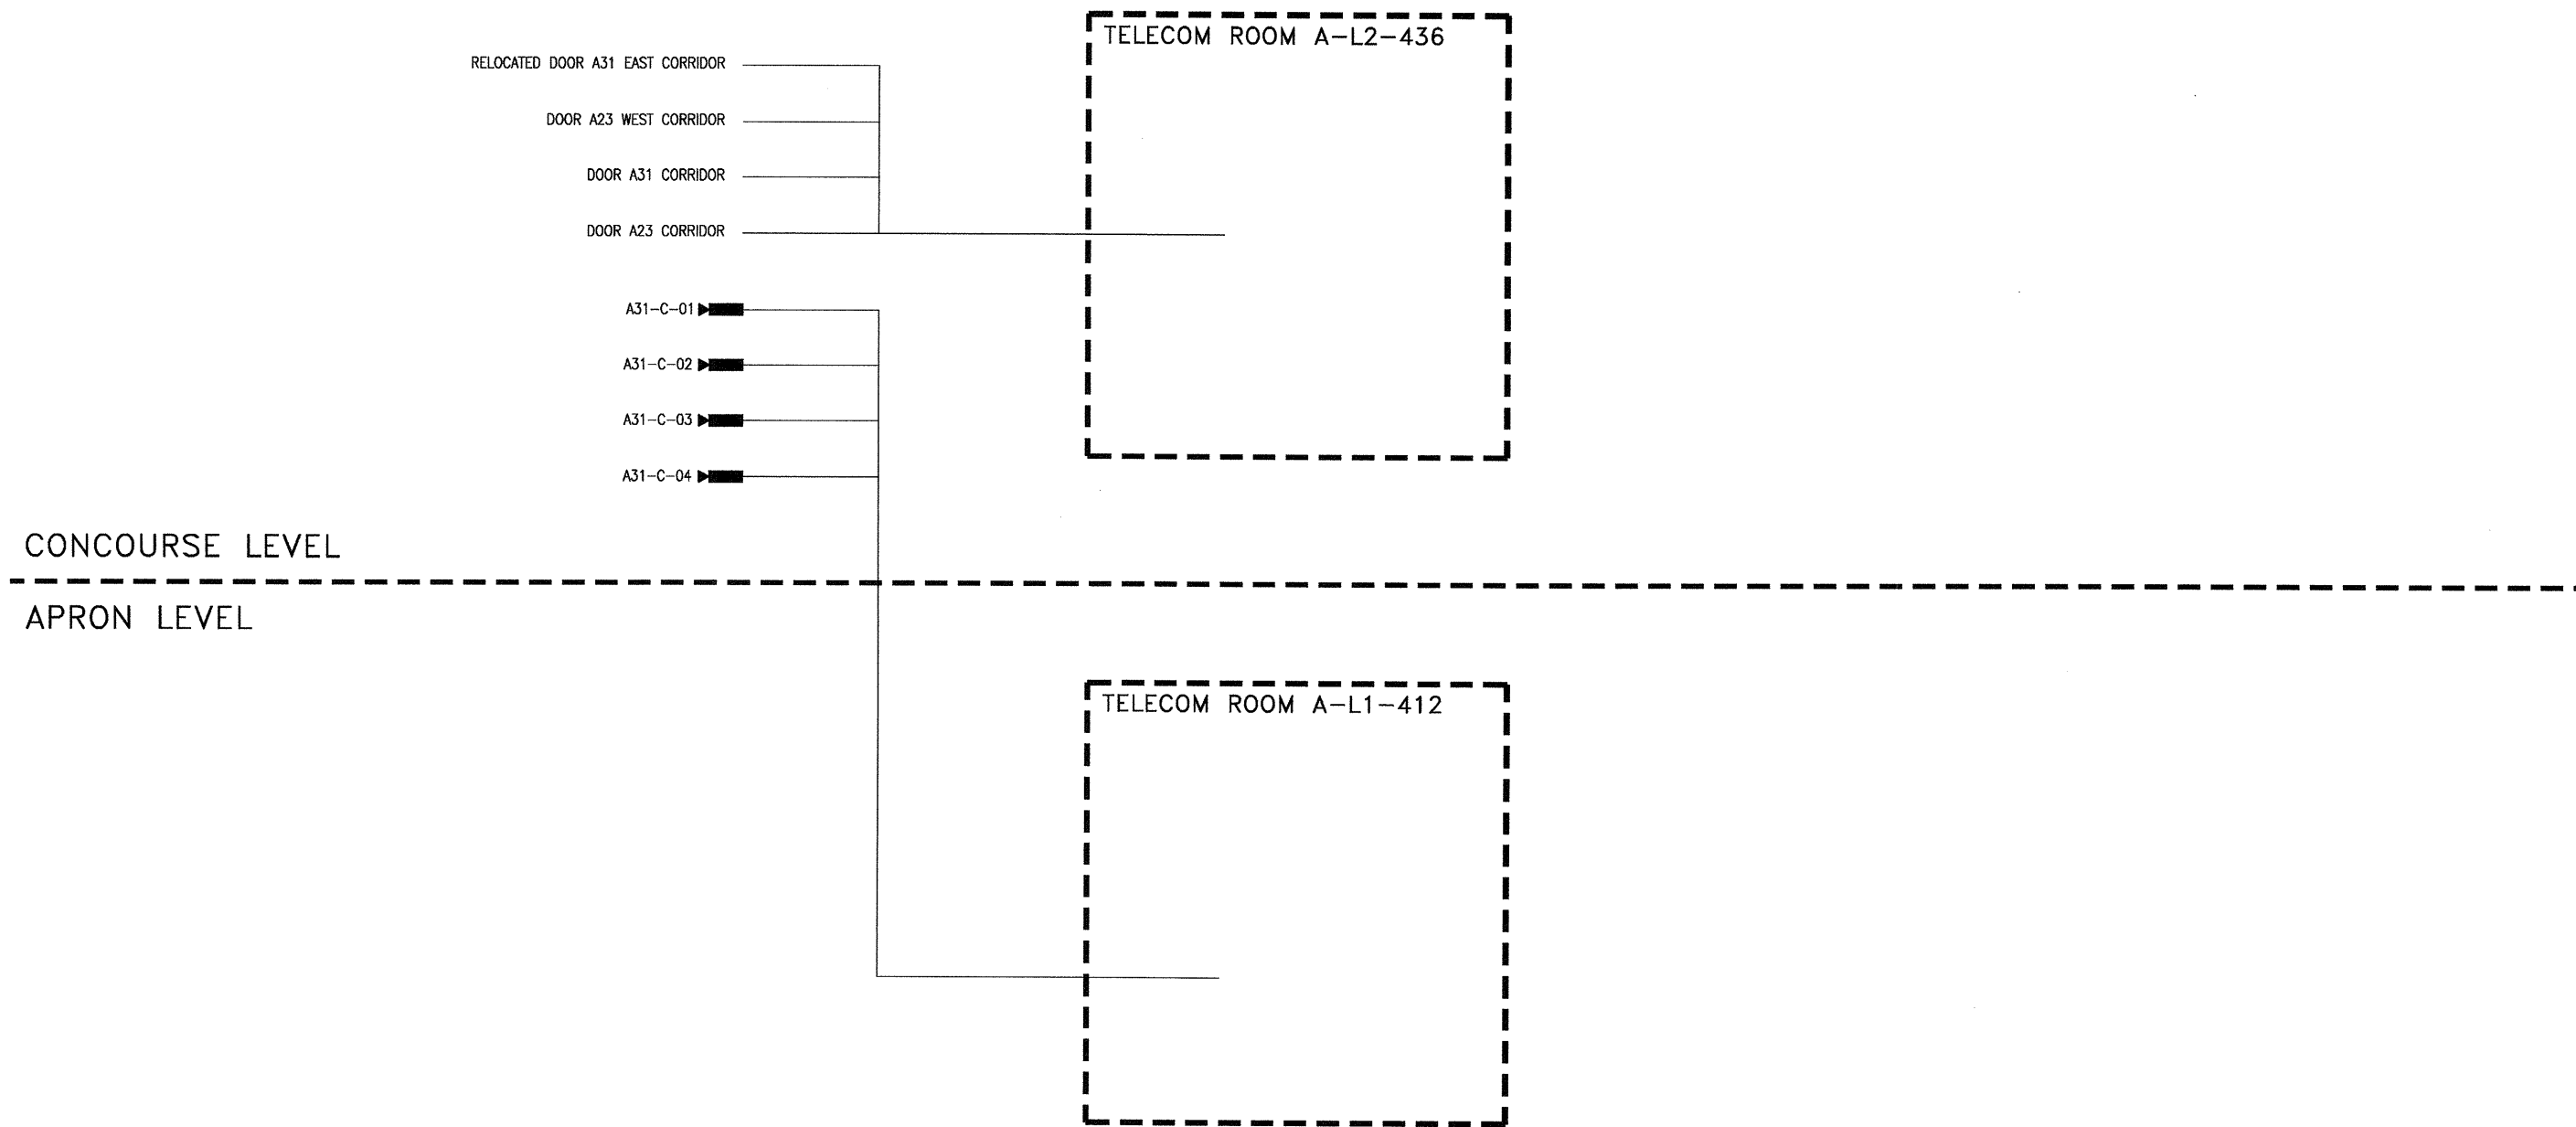 TELECOM ROOM A-L2-436
RELOCATED DOOR A31 EAST CORRIDOR
DOOR A23 WEST CORRIDOR
DOOR A31 CORRIDOR
DOOR A23 CORRIDOR
A31-C-01
A31-C-02
A31-C-03
A31-C-04
CONCOURSE LEVEL
APRON LEVEL
TELECOM ROOM A-L1-412